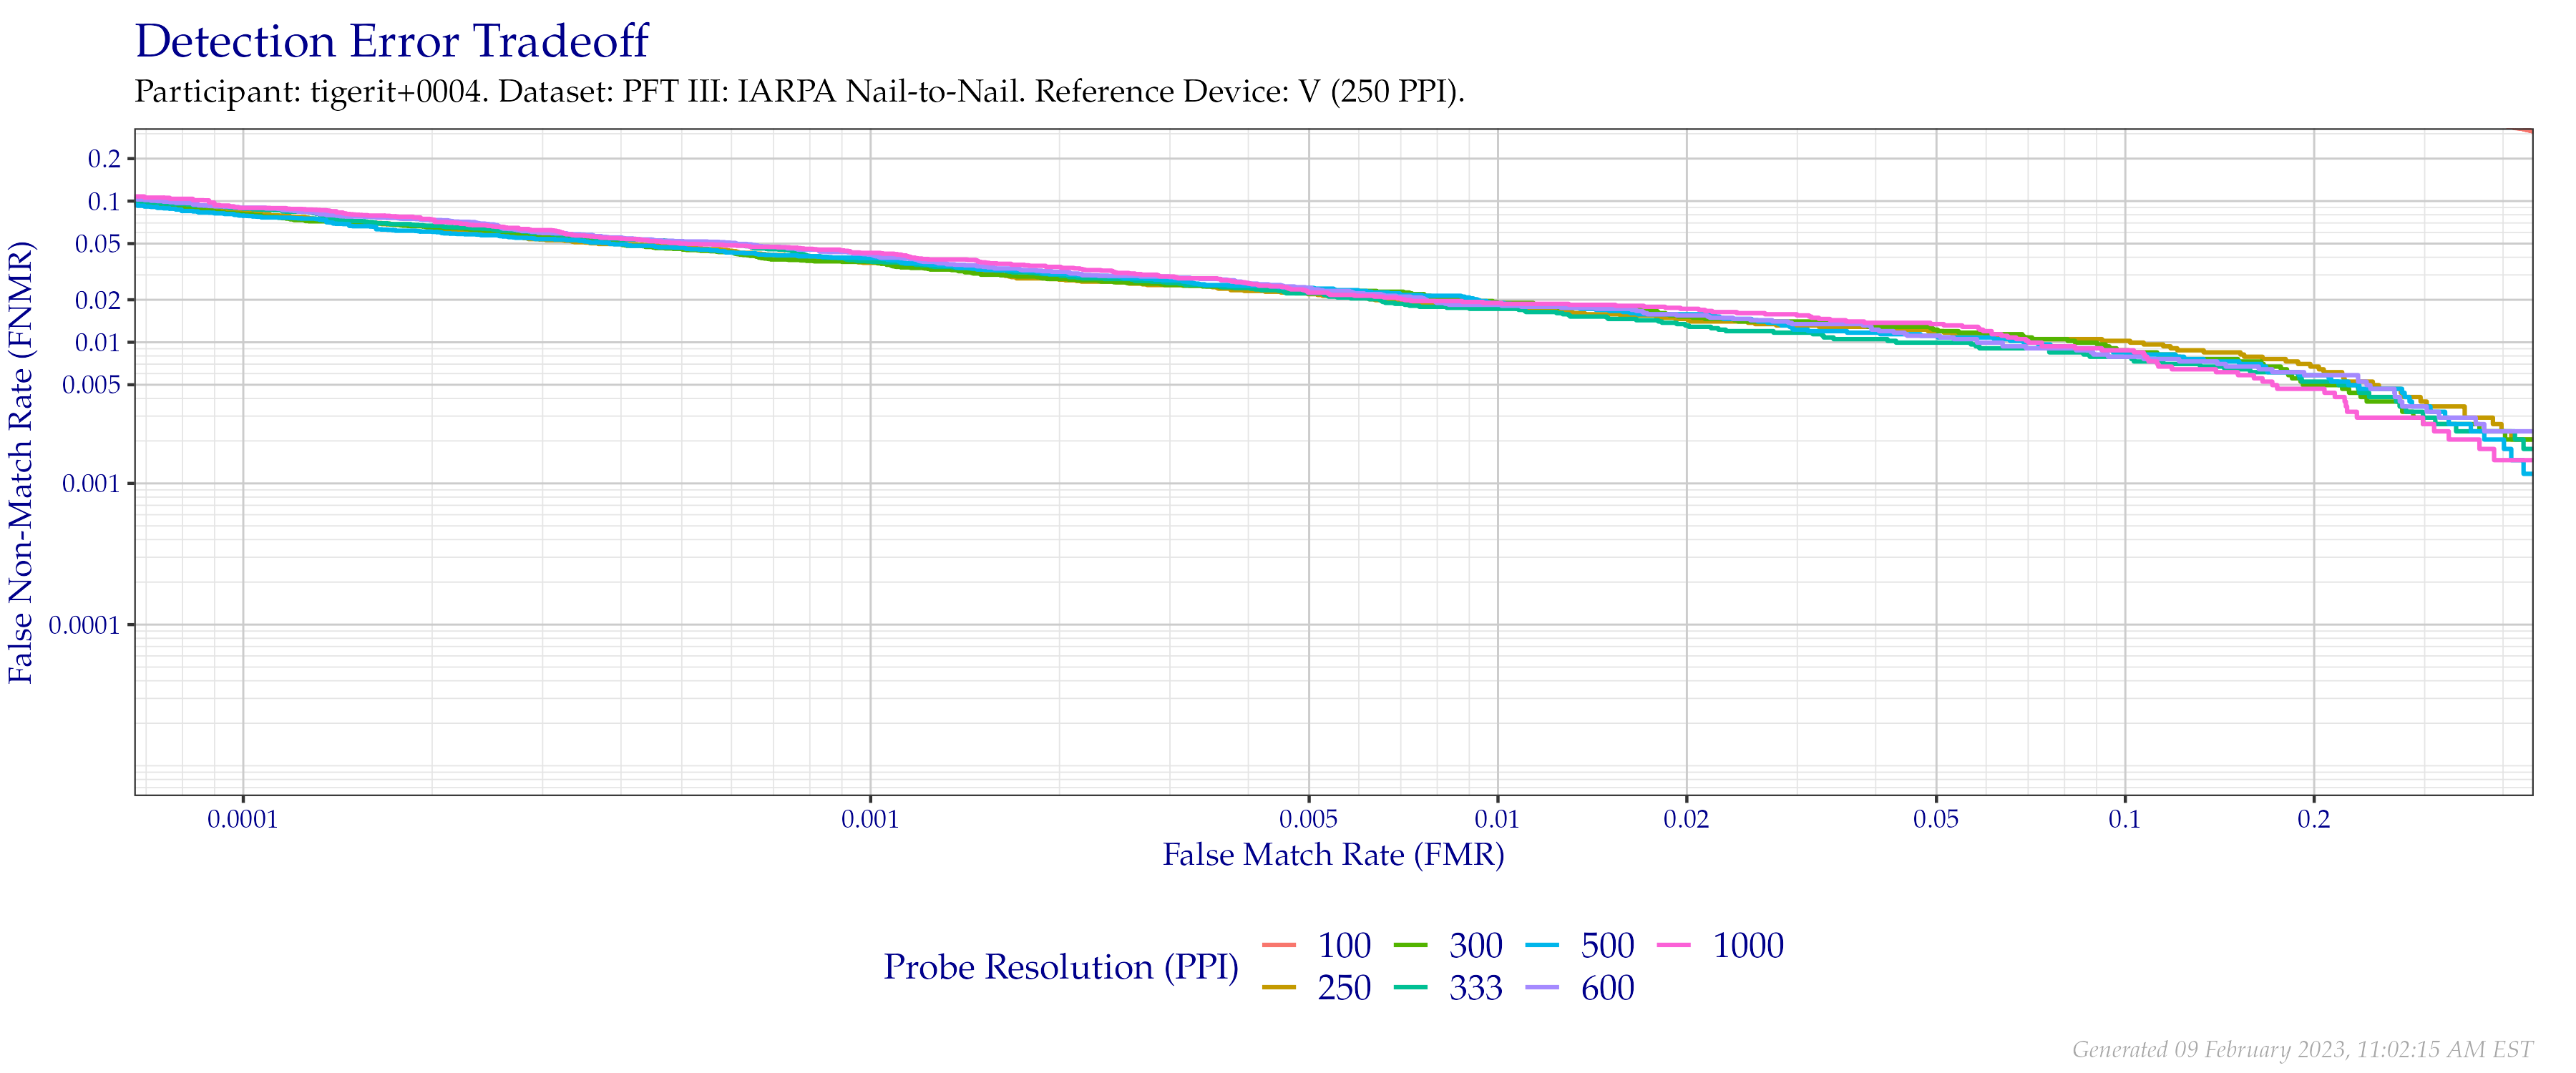 Detection Error Tradeoff
Participant: tigerit+0004. Dataset: PFT III: IARPA Nail-to-Nail. Reference Device: V (250 PPI).
False Non-Match Rate (FNMR)
0.2
0.1
0.05
0.02
0.01
0.005
0.001
0.0001
0.0001 0.001 0.005 0.01 0.02 0.05 0.1 0.2
False Match Rate (FMR)
Probe Resolution (PPI)
100 300 500 1000
250 333 600
Generated 09 February 2023, 11:02:15 AM EST